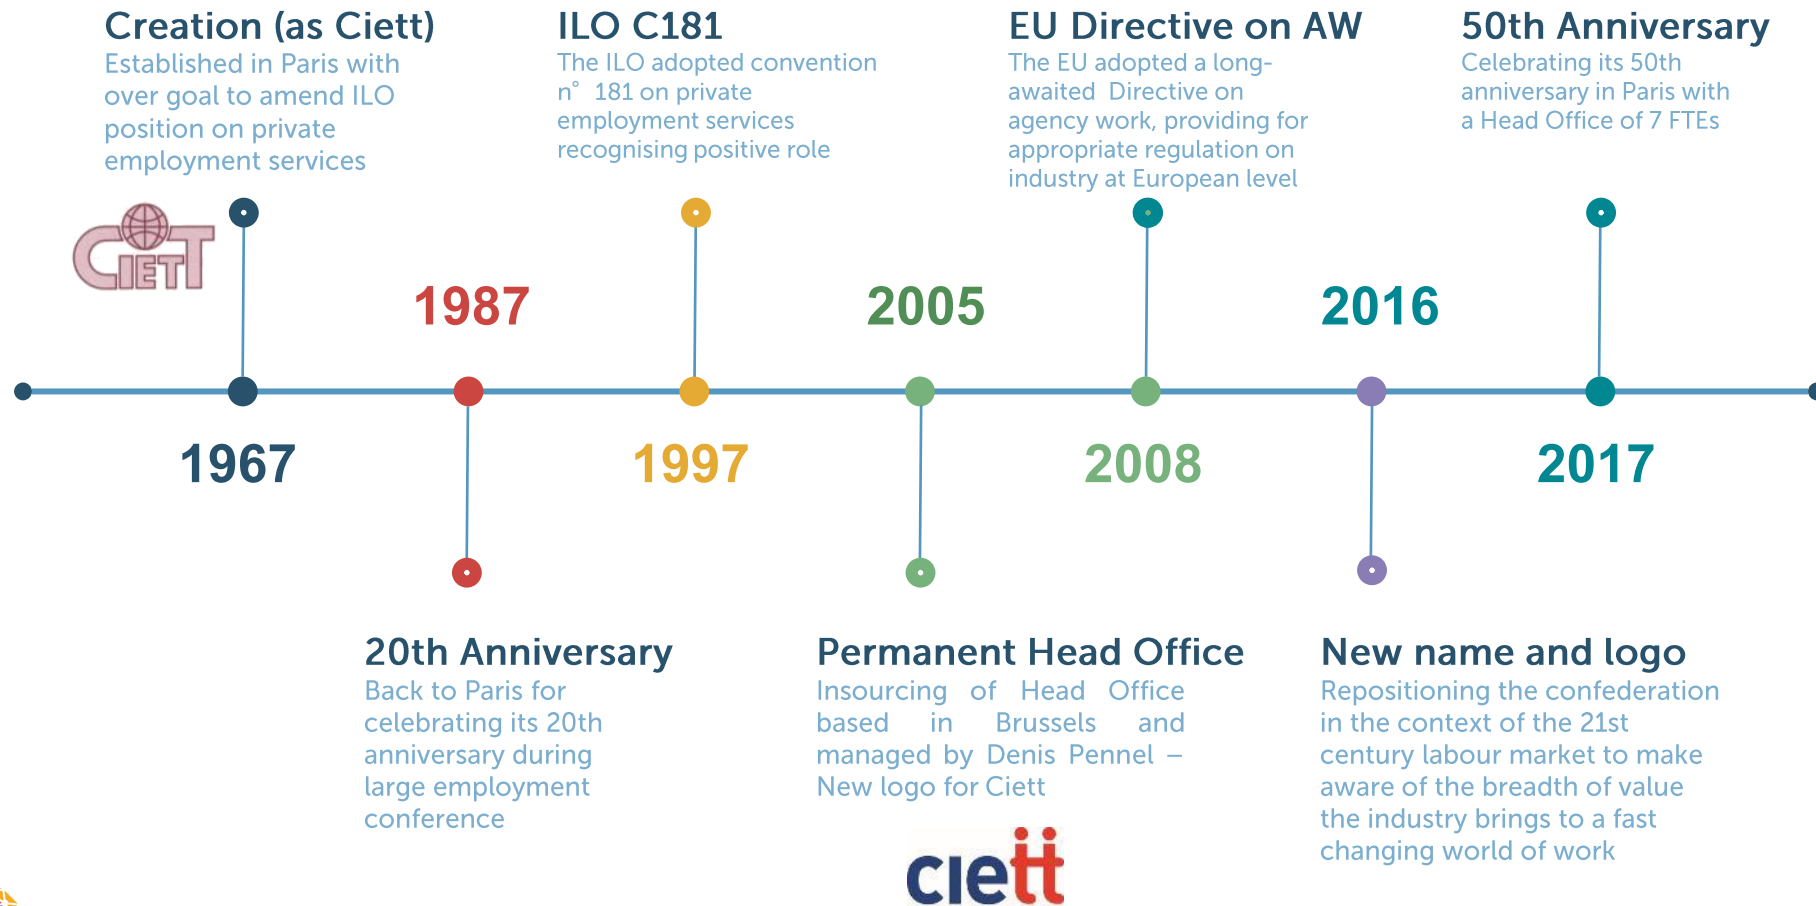 Creation (as Ciett)
Established in Paris with
over goal to amend ILO
position on private
employment services
ILO C181
The ILO adopted convention
n° 181 on private
employment services
recognising positive role
EU Directive on AW
The EU adopted a long-
awaited Directive on
agency work, providing for
appropriate regulation on
industry at European level
50th Anniversary
Celebrating its 50th
anniversary in Paris with
a Head Office of 7 FTEs
CIETT
1987
2005
2016
1967
1997
2008
2017
20th Anniversary
Back to Paris for
celebrating its 20th
anniversary during
large employment
conference
Permanent Head Office
Insourcing of Head Office
based in Brussels and
managed by Denis Pennel –
New logo for Ciett
ciett
New name and logo
Repositioning the confederation
in the context of the 21st
century labour market to make
aware of the breadth of value
the industry brings to a fast
changing world of work